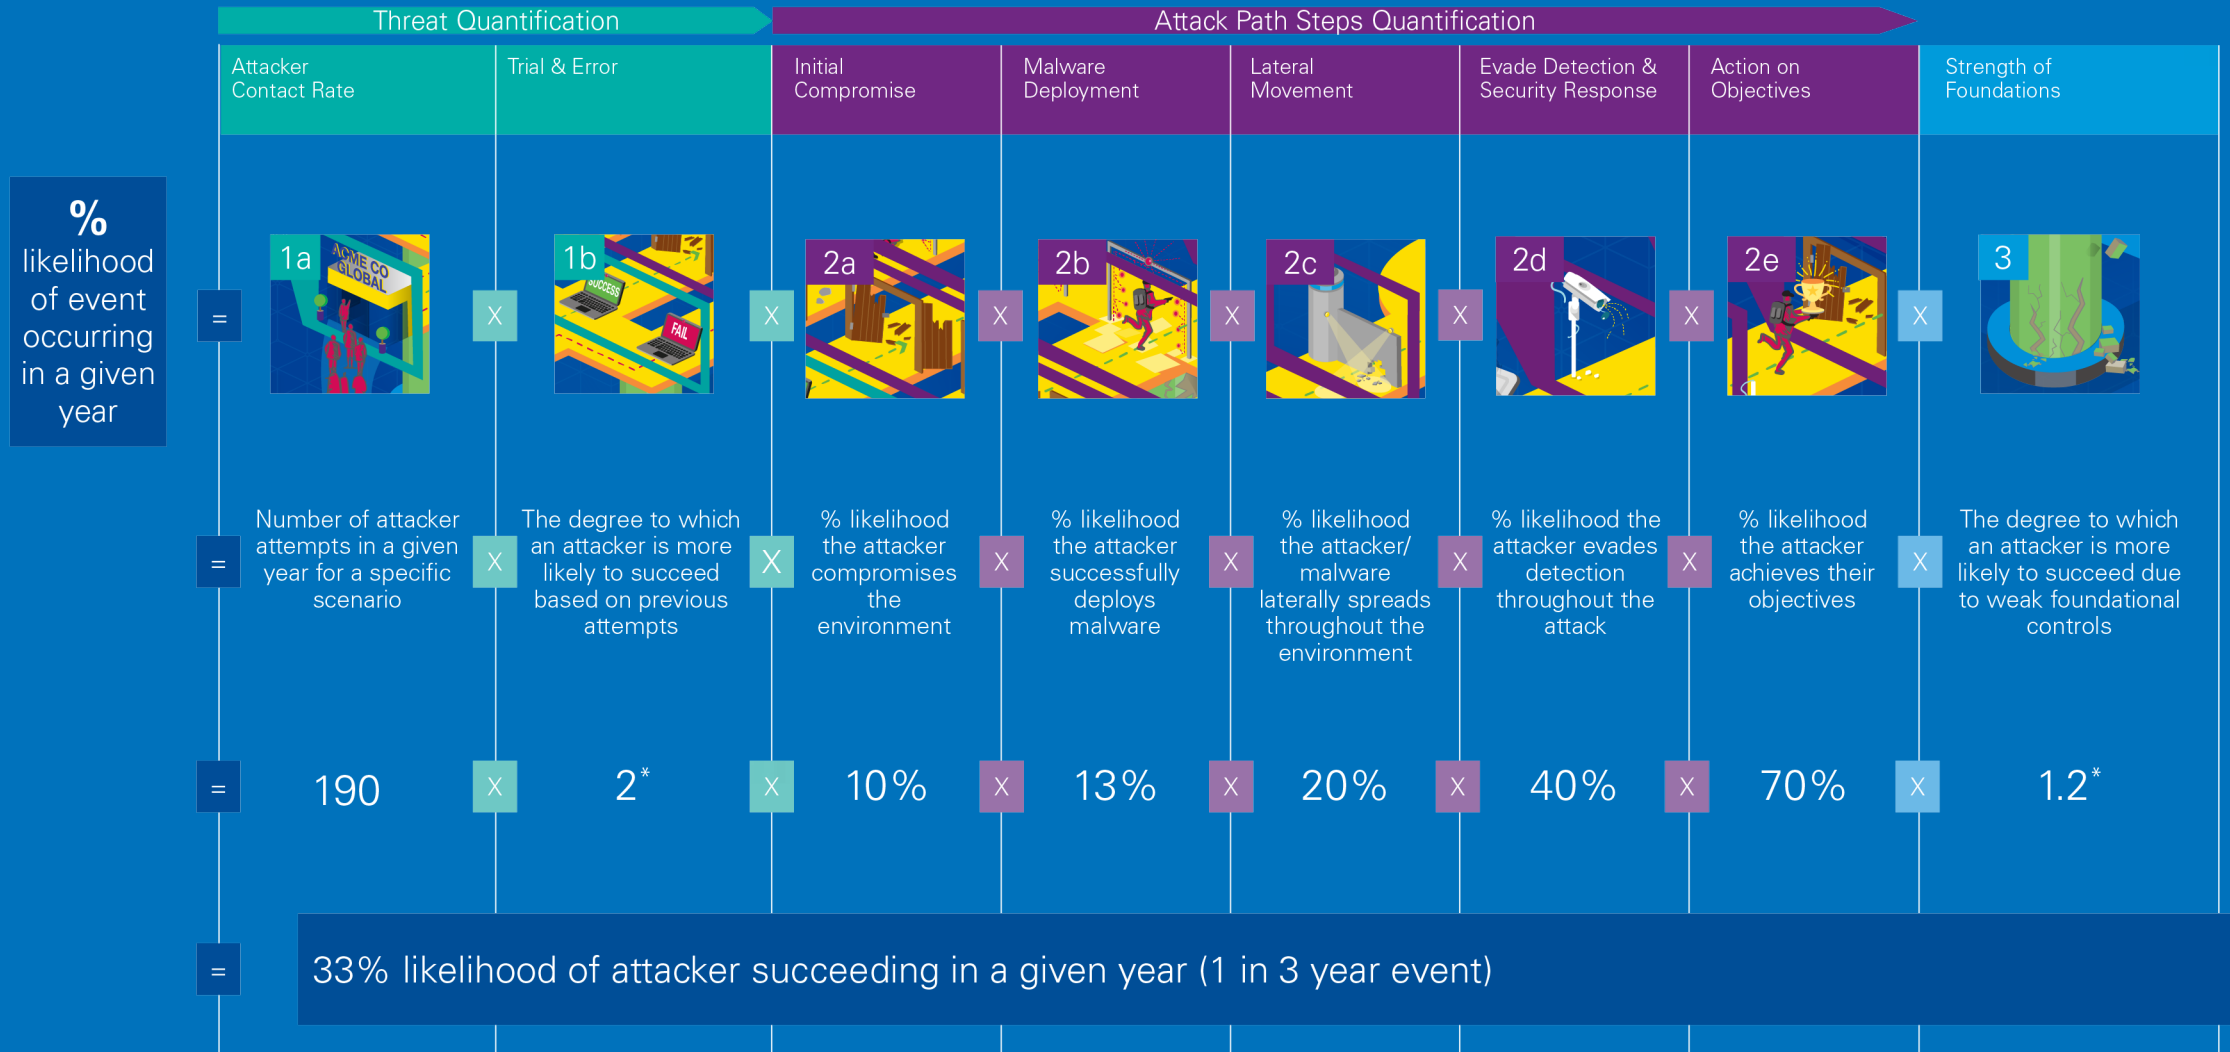 Threat Quantification
Attack Path Steps Quantification
Attacker
Contact Rate
Trial & Error
Initial
Compromise
Malware
Deployment
Lateral
Movement
Evade Detection &
Security Response
Action on
Objectives
Strength of
Foundations
%
likelihood
of event
occurring
in a given
year
=
1a
ACME CO
GLOBAL
X
1b
SUCCESS
FAIL
X
2a
X
2b
X
2c
X
2d
X
2e
X
3
=
Number of attacker
attempts in a given
year for a specific
scenario
X
The degree to which
an attacker is more
likely to succeed
based on previous
attempts
X
% likelihood
the attacker
compromises
the
environment
X
% likelihood
the attacker
successfully
deploys
malware
X
% likelihood
the attacker/
malware
laterally spreads
throughout the
environment
X
% likelihood the
attacker evades
detection
throughout the
attack
X
% likelihood
the attacker
achieves their
objectives
X
The degree to which
an attacker is more
likely to succeed due
to weak foundational
controls
=
190
X
2*
X
10%
X
13%
X
20%
X
40%
X
70%
X
1.2*
=
33% likelihood of attacker succeeding in a given year (1 in 3 year event)